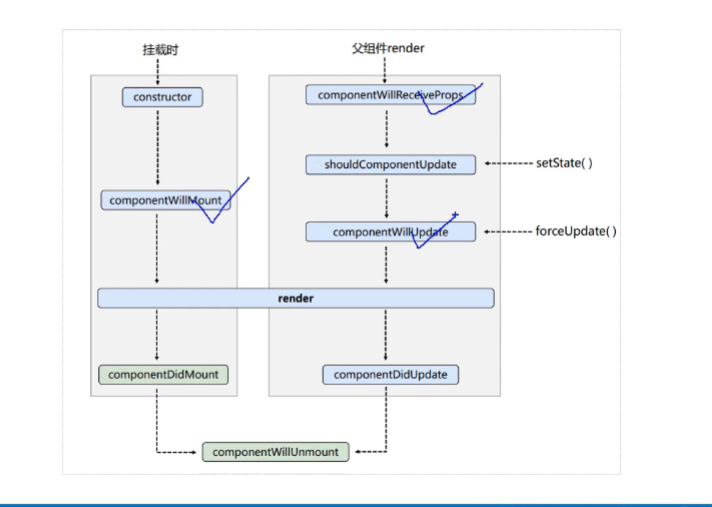 挂载时
父组件render
constructor
componentWillReceiveProps
shouldComponentUpdate
setState( )
componentWillMount
componentWillUpdate
forceUpdate( )
render
componentDidMount
componentDidUpdate
componentWillUnmount